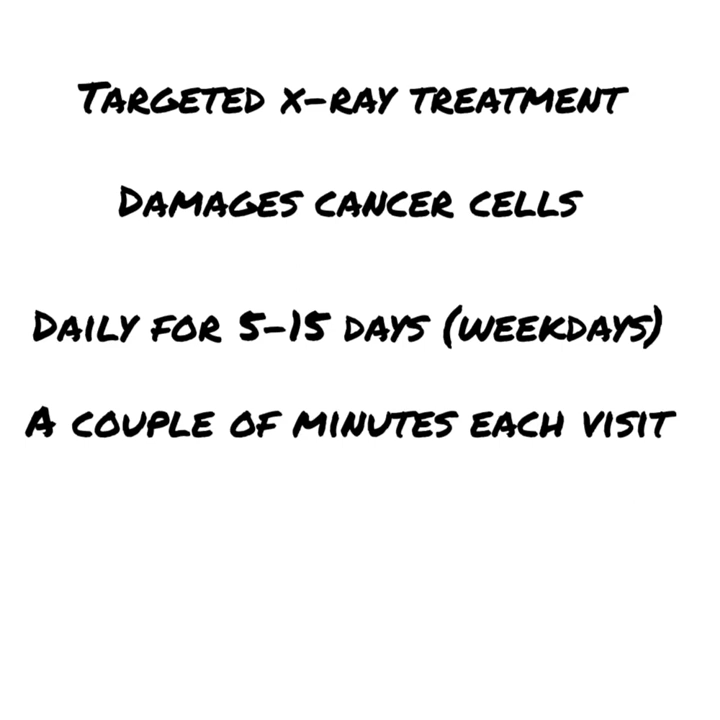 Targeted x-ray treatment
Damages cancer cells
Daily for 5-15 days (weekdays)
A couple of minutes each visit